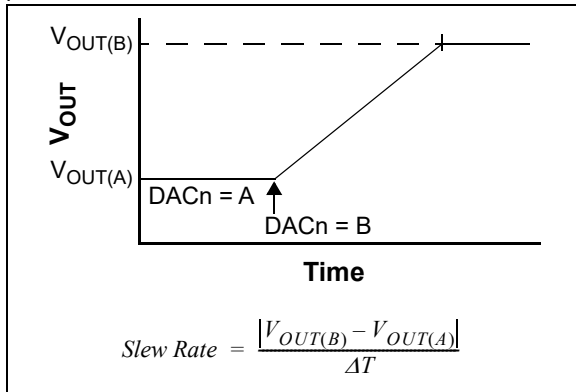 V_OUT(B)
V_OUT
V_OUT(A)
DACn = A
DACn = B
Time
Slew Rate = |V_OUT(B) – V_OUT(A)| / ΔT